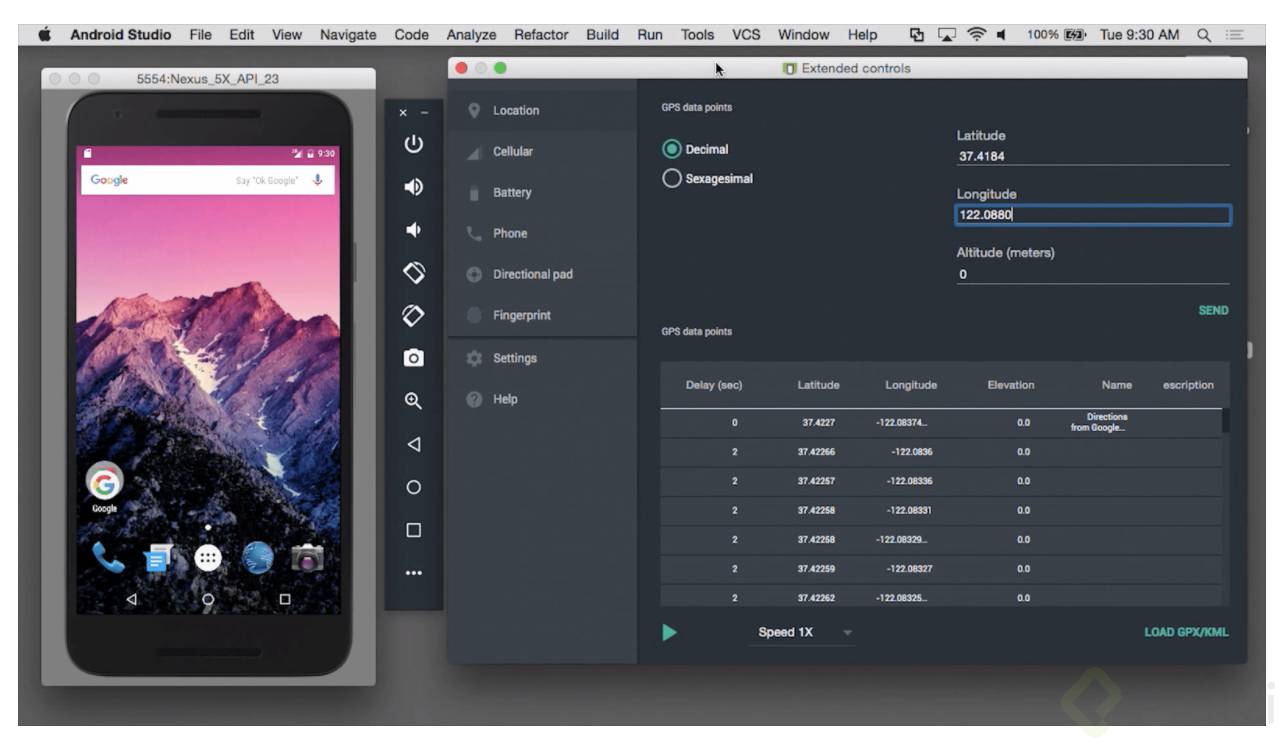 Android Studio File Edit View Navigate Code Analyze Refactor Build Run Tools VCS Window Help 100% Tue 9:30 AM
5554:Nexus_5X_API_23
Extended controls
9:30
Google Say "Ok Google"
Google
Location
Cellular
Battery
Phone
Directional pad
Fingerprint
Settings
Help
GPS data points
Decimal
Sexagesimal
Latitude
37.4184
Longitude
122.0880
Altitude (meters)
0
SEND
GPS data points
Delay (sec) Latitude Longitude Elevation Name escription
0 37.4227 -122.08374... 0.0 Directions
from Google...
2 37.42266 -122.0836 0.0
2 37.42257 -122.08336 0.0
2 37.42258 -122.08331 0.0
2 37.42258 -122.08329... 0.0
2 37.42259 -122.08327 0.0
2 37.42262 -122.08325... 0.0
Speed 1X
LOAD GPX/KML